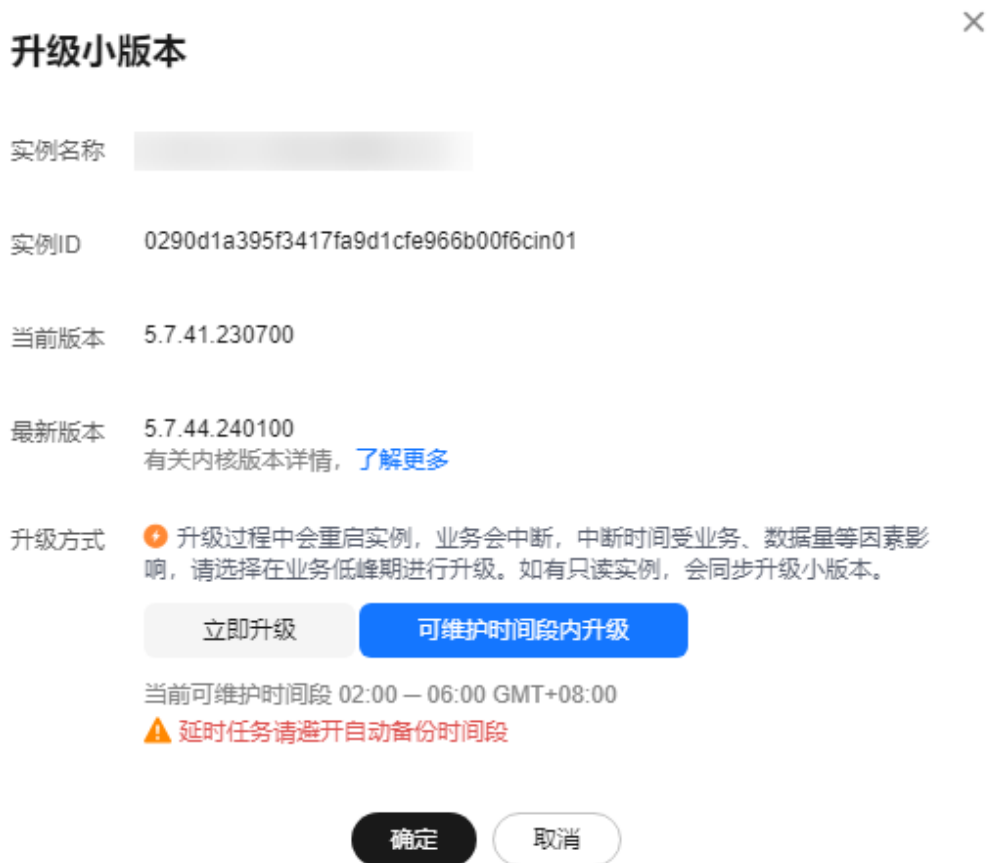 升级小版本
实例名称
实例ID 0290d1a395f3417fa9d1cfe966b00f6cin01
当前版本 5.7.41.230700
最新版本 5.7.44.240100
有关内核版本详情，了解更多
升级方式 升级过程中会重启实例，业务会中断，中断时间受业务、数据量等因素影
响，请选择在业务低峰期进行升级。如有只读实例，会同步升级小版本。
立即升级 可维护时间段内升级
当前可维护时间段 02:00 — 06:00 GMT+08:00
延时任务请避开自动备份时间段
确定 取消